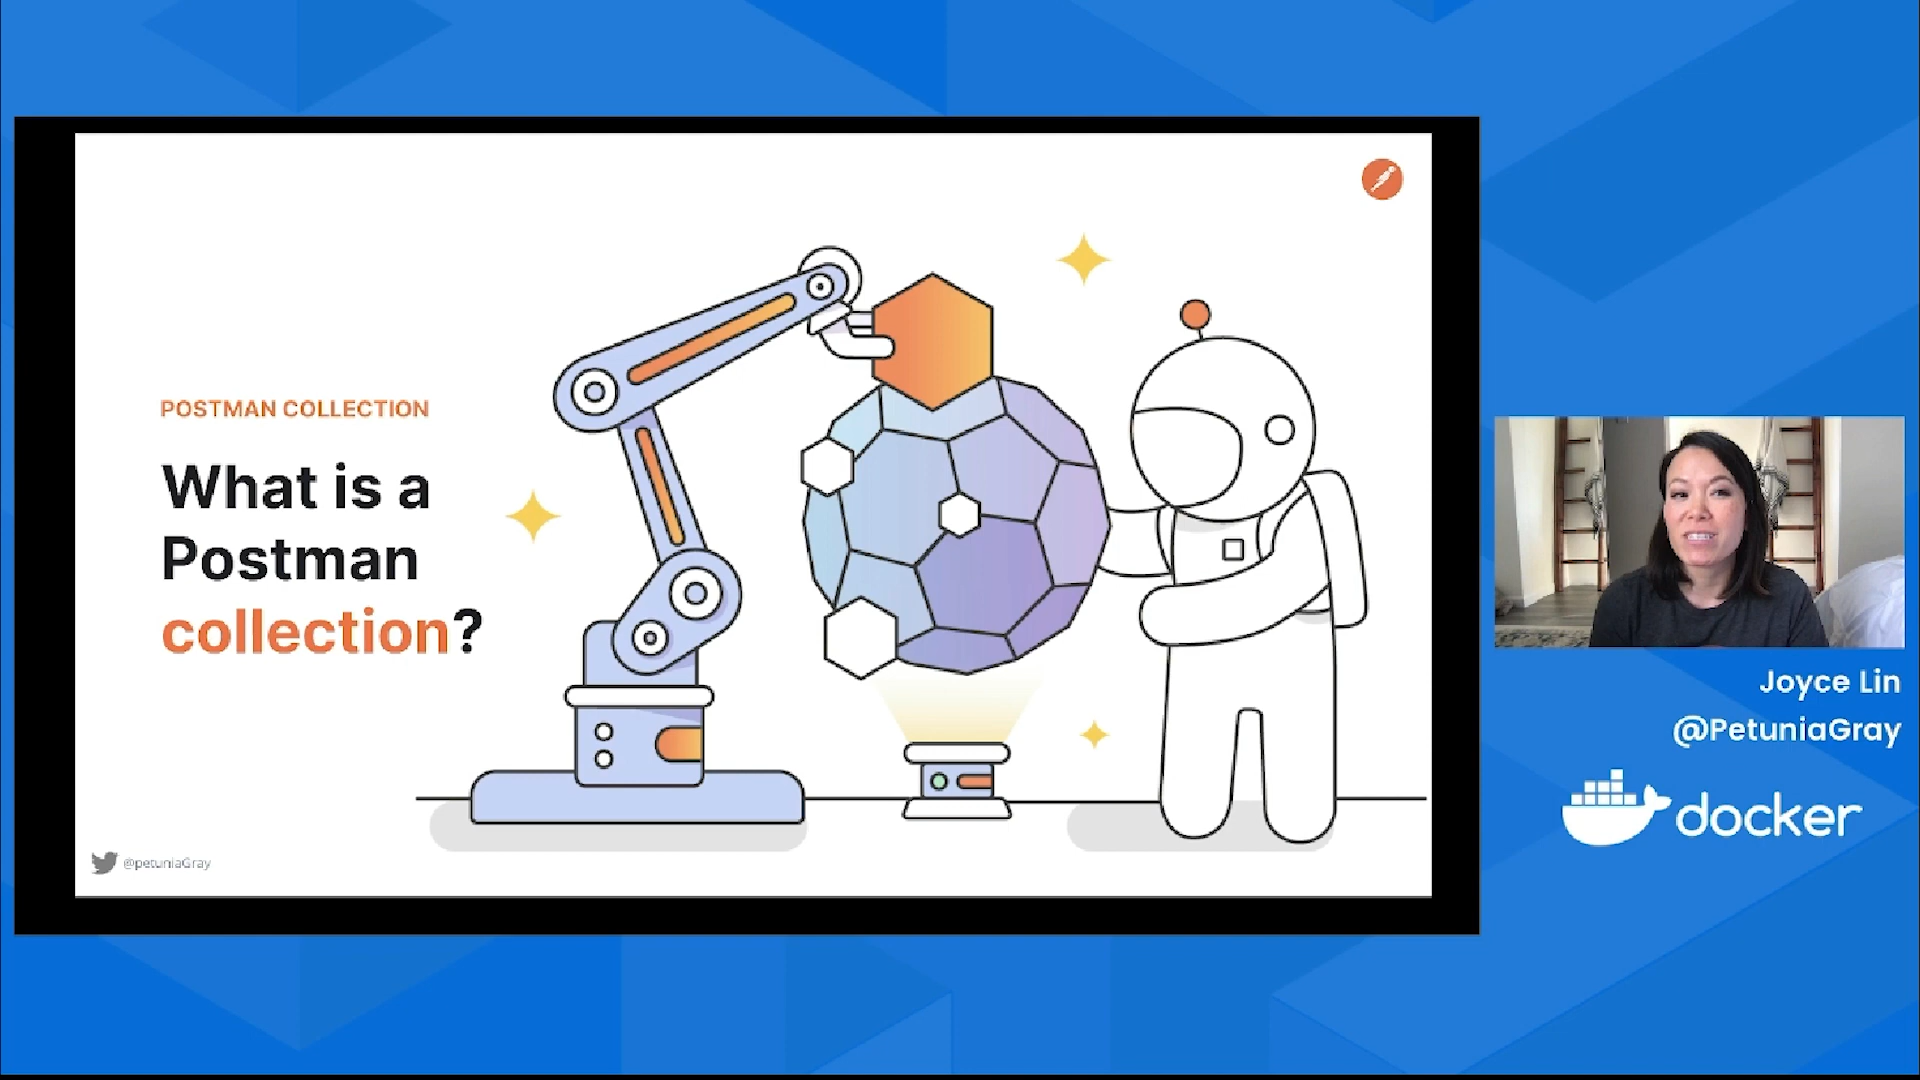 POSTMAN COLLECTION
What is a
Postman
collection?
@petuniaGray
Joyce Lin
@PetuniaGray
docker